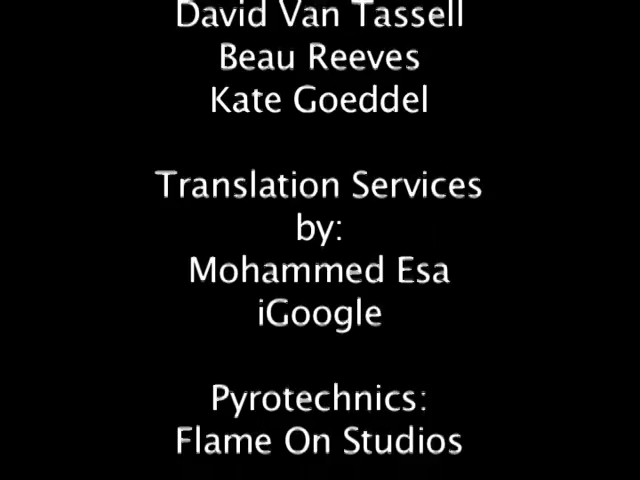 David Van Tassell
Beau Reeves
Kate Goeddel
Translation Services
by:
Mohammed Esa
iGoogle
Pyrotechnics:
Flame On Studios